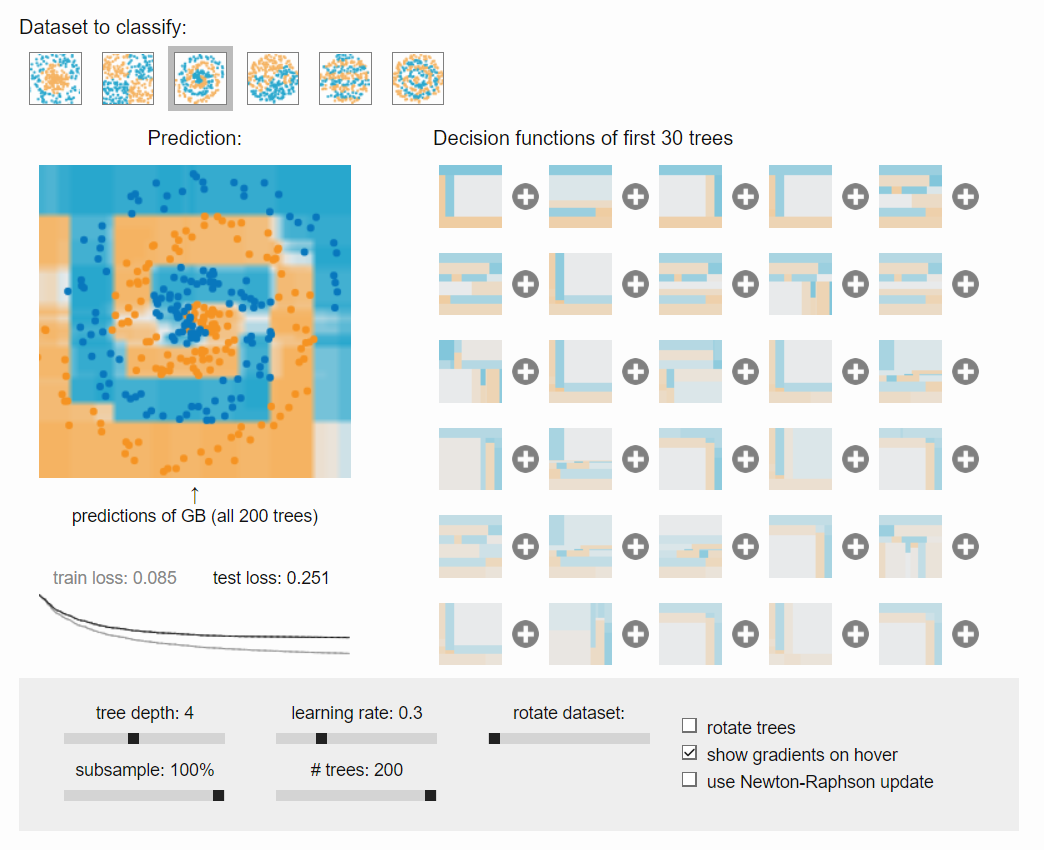 Dataset to classify:
Prediction:
Decision functions of first 30 trees
↑
predictions of GB (all 200 trees)
train loss: 0.085
test loss: 0.251
tree depth: 4
learning rate: 0.3
rotate dataset:
rotate trees
show gradients on hover
subsample: 100%
# trees: 200
use Newton-Raphson update